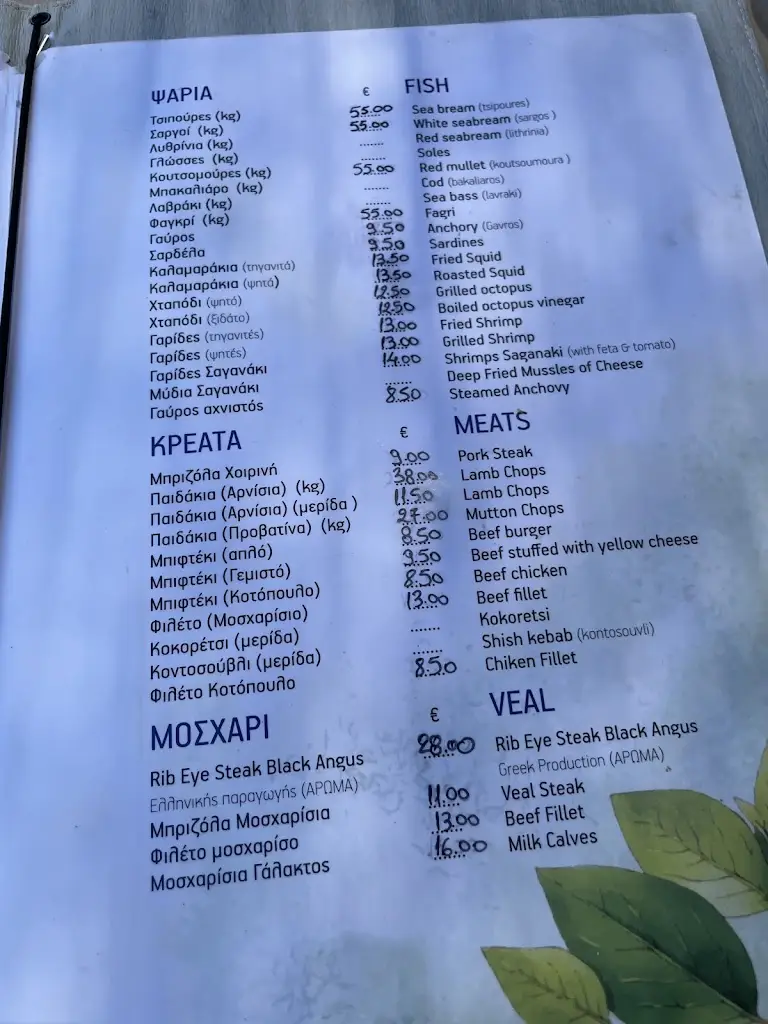 ΨΑΡΙΑ € FISH
Τσιπούρες (kg) 55.00 Sea bream (tsipoures)
Σαργοί (kg) 55.00 White seabream (sargos )
Λυθρίνια (kg) ....... Red seabream (lithrinia)
Γλώσσες (kg) ....... Soles
Κουτσομούρες (kg) 55.00 Red mullet (koutsoumoura )
Μπακαλιάρο (kg) ....... Cod (bakaliaros)
Λαβράκι (kg) ....... Sea bass (lavraki)
Φαγκρί (kg) 55.00 Fagri
Γαύρος 9.50 Anchory (Gavros)
Σαρδέλα 9.50 Sardines
Καλαμαράκια (τηγανιτά) 13.50 Fried Squid
Καλαμαράκια (ψητά) 13.50 Roasted Squid
Χταπόδι (ψητό) 12.50 Grilled octopus
Χταπόδι (ξιδάτο) 12.50 Boiled octopus vinegar
Γαρίδες (τηγανιτές) 13.00 Fried Shrimp
Γαρίδες (ψητές) 13.00 Grilled Shrimp
Γαρίδες Σαγανάκι 14.00 Shrimps Saganaki (with feta & tomato)
Μύδια Σαγανάκι ....... Deep Fried Mussles of Cheese
Γαύρος αχνιστός 8.50 Steamed Anchovy
ΚΡΕΑΤΑ € MEATS
Μπριζόλα Χοιρινή 9.00 Pork Steak
Παιδάκια (Αρνίσια) (kg) 38.00 Lamb Chops
Παιδάκια (Αρνίσια) (μερίδα ) 11.50 Lamb Chops
Παιδάκια (Προβατίνα) (kg) 27.00 Mutton Chops
Μπιφτέκι (απλό) 8.50 Beef burger
Μπιφτέκι (Γεμιστό) 9.50 Beef stuffed with yellow cheese
Μπιφτέκι (Κοτόπουλο) 8.50 Beef chicken
Φιλέτο (Μοσχαρίσιο) 13.00 Beef fillet
Κοκορέτσι (μερίδα) ....... Kokoretsi
Κοντοσούβλι (μερίδα) ....... Shish kebab (kontosouvli)
Φιλέτο Κοτόπουλο 8.50 Chiken Fillet
ΜΟΣΧΑΡΙ € VEAL
Rib Eye Steak Black Angus 28.00 Rib Eye Steak Black Angus
Ελληνικής παραγωγής (ΑΡΩΜΑ) Greek Production (ΑΡΩΜΑ)
Μπριζόλα Μοσχαρίσια 11.00 Veal Steak
Φιλέτο μοσχαρίσο 13.00 Beef Fillet
Μοσχαρίσια Γάλακτος 16.00 Milk Calves